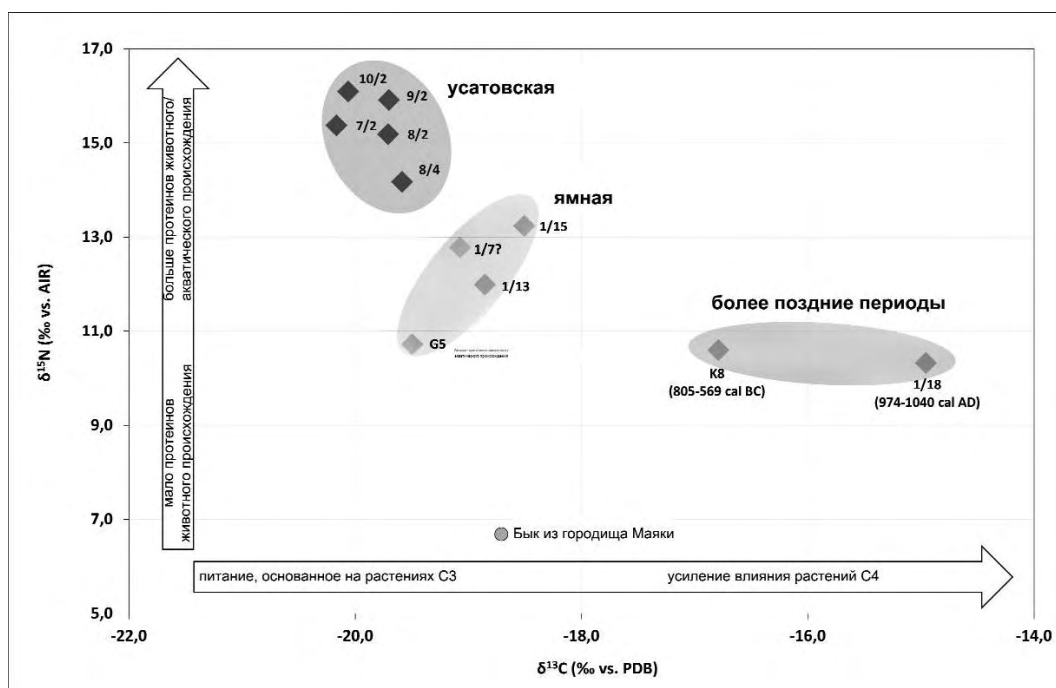 17,0
15,0
13,0
11,0
9,0
7,0
5,0
δ¹⁵N (‰ vs. AIR)
больше протеинов животного/
акватического происхождения
мало протеинов
животного происхождения
10/2
9/2
усатовская
7/2
8/2
8/4
ямная
1/15
1/7?
1/13
G5
более поздние периоды
K8
(805-569 cal BC)
1/18
(974-1040 cal AD)
Бык из городища Маяки
питание, основанное на растениях С3
усиление влияния растений С4
-22,0
-20,0
-18,0
-16,0
-14,0
δ¹³C (‰ vs. PDB)